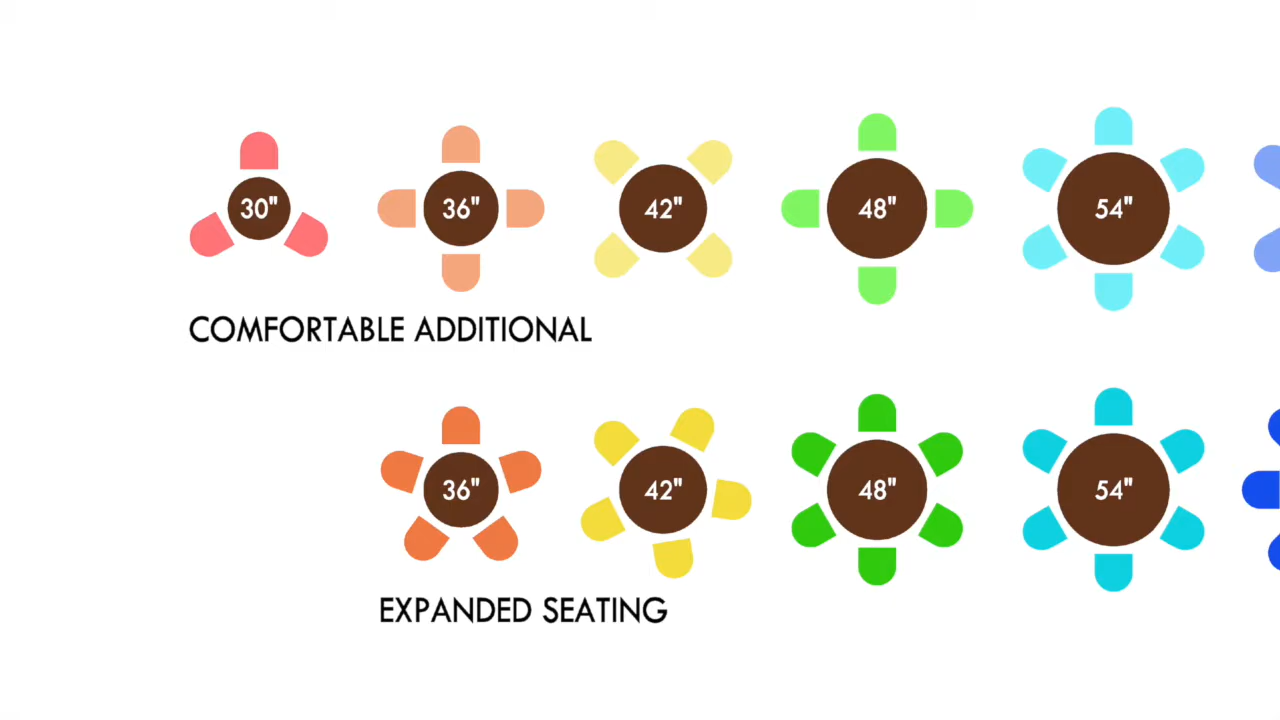 30" 36" 42" 48" 54"
COMFORTABLE ADDITIONAL
36" 42" 48" 54"
EXPANDED SEATING